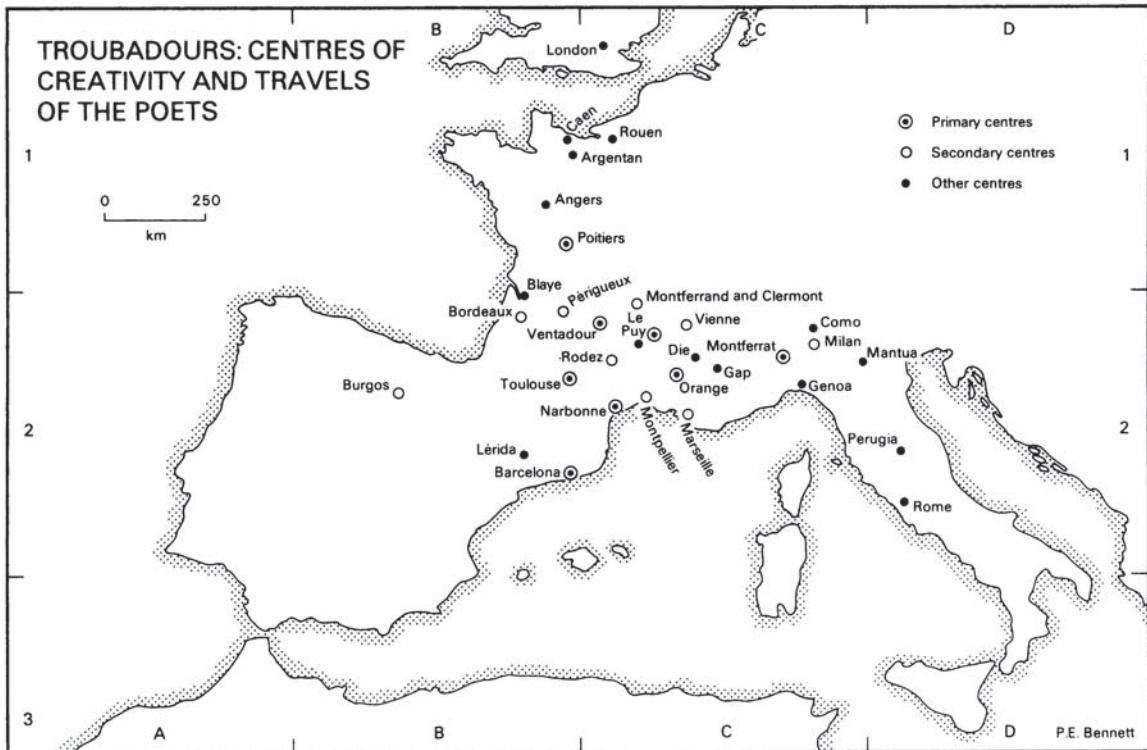 TROUBADOURS: CENTRES OF
CREATIVITY AND TRAVELS
OF THE POETS
B
C
D
London
Caen
Rouen
Argentan
Primary centres
Secondary centres
Other centres
1
1
0 250
km
Angers
Poitiers
Blaye
Périgueux
Montferrand and Clermont
Bordeaux
Ventadour
Le
Puy
Vienne
Como
Milan
Die
Montferrat
Mantua
Rodez
Gap
Toulouse
Orange
Genoa
Burgos
Narbonne
Montpellier
Marseille
2
2
Lérida
Barcelona
Perugia
Rome
3
A
B
C
D
P.E. Bennett